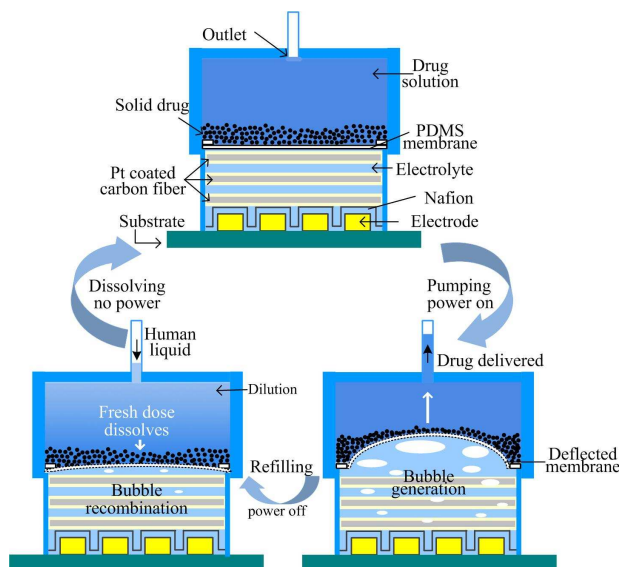 Outlet
Drug
solution
Solid drug
PDMS
membrane
Pt coated
carbon fiber
Electrolyte
Nafion
Substrate
Electrode
Dissolving
no power
Pumping
power on
Human
liquid
Drug delivered
Dilution
Fresh dose
dissolves
Refilling
Deflected
membrane
Bubble
recombination
power off
Bubble
generation